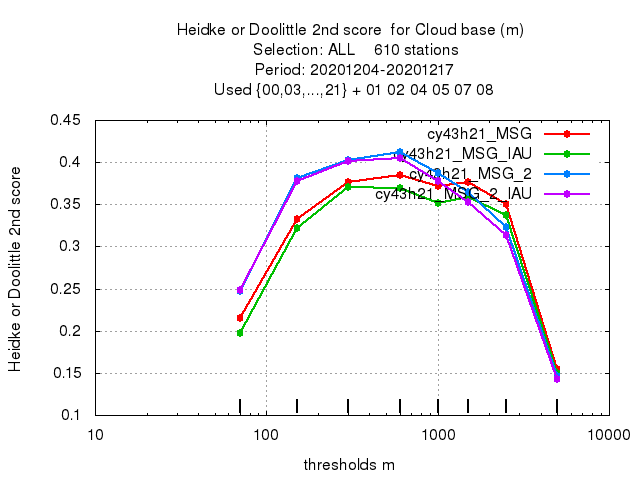 Heidke or Doolittle 2nd score  for Cloud base (m)
Selection: ALL    610 stations
Period: 20201204-20201217
Used {00,03,...,21} + 01 02 04 05 07 08
Heidke or Doolittle 2nd score
0.45
0.4
0.35
0.3
0.25
0.2
0.15
0.1
cy43h21_MSG
cy43h21_MSG_IAU
cy43h21_MSG_2
cy43h21_MSG_2_IAU
10
100
1000
10000
thresholds m